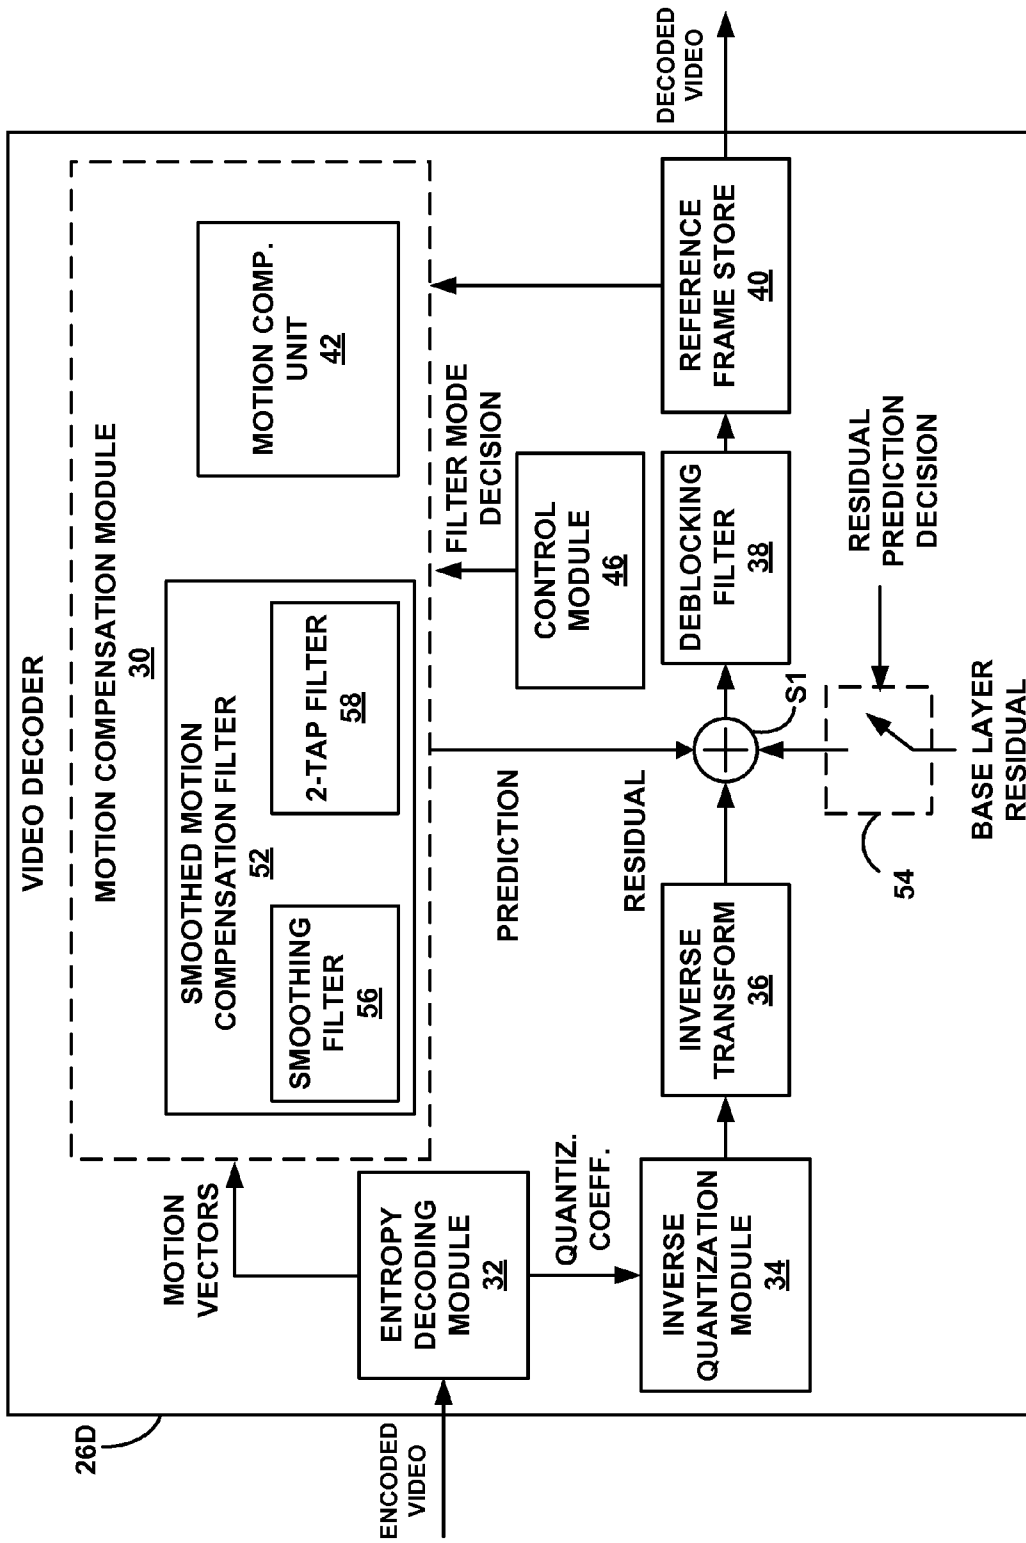 VIDEO DECODER
26D
MOTION COMPENSATION MODULE
30
SMOOTHED MOTION
COMPENSATION FILTER
52
SMOOTHING
FILTER
56
2-TAP FILTER
58
MOTION COMP.
UNIT
42
MOTION
VECTORS
ENCODED
VIDEO
ENTROPY
DECODING
MODULE
32
QUANTIZ.
COEFF.
PREDICTION
FILTER MODE
DECISION
CONTROL
MODULE
46
INVERSE
QUANTIZATION
MODULE
34
INVERSE
TRANSFORM
36
RESIDUAL
S1
DEBLOCKING
FILTER
38
REFERENCE
FRAME STORE
40
DECODED
VIDEO
54
BASE LAYER
RESIDUAL
RESIDUAL
PREDICTION
DECISION